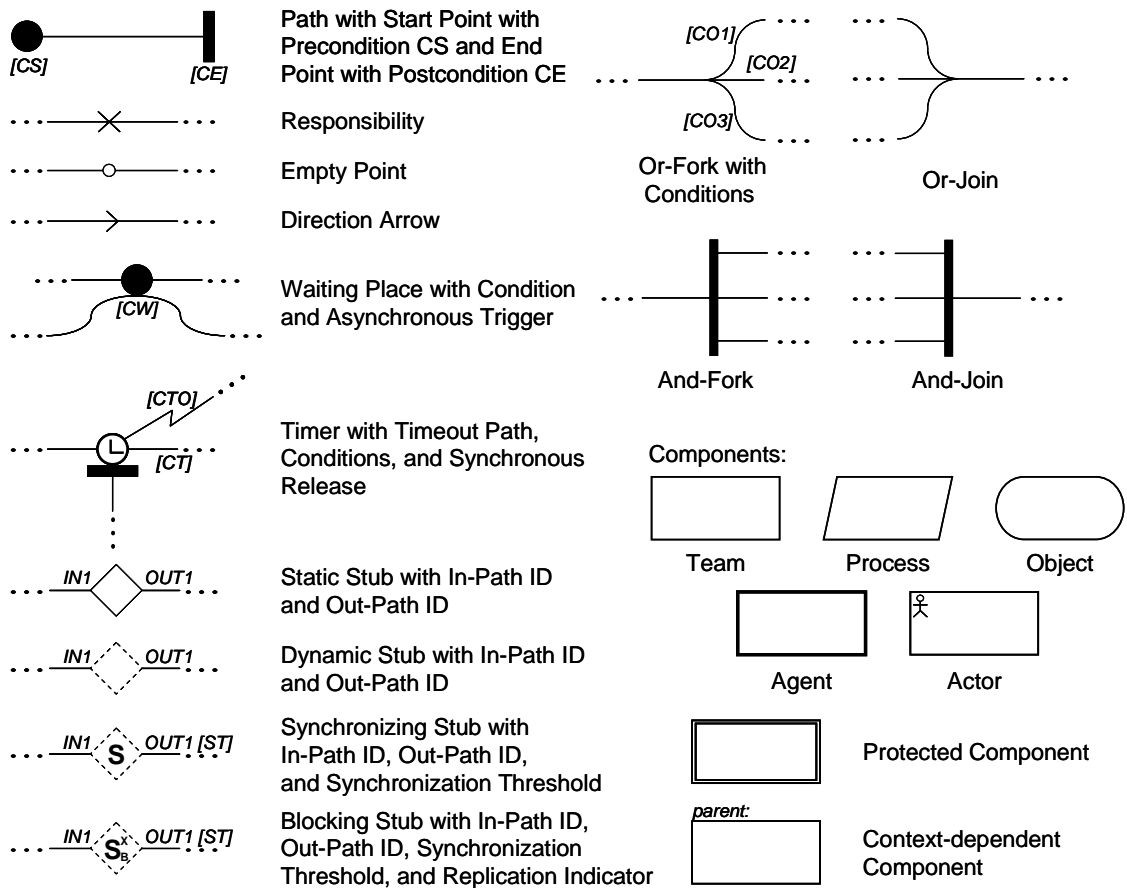 [CS]
[CE]
Path with Start Point with
Precondition CS and End
Point with Postcondition CE
Responsibility
Empty Point
Direction Arrow
[CW]
Waiting Place with Condition
and Asynchronous Trigger
[CTO]
[CT]
Timer with Timeout Path,
Conditions, and Synchronous
Release
IN1
OUT1
Static Stub with In-Path ID
and Out-Path ID
IN1
OUT1
Dynamic Stub with In-Path ID
and Out-Path ID
IN1
S
OUT1 [ST]
Synchronizing Stub with
In-Path ID, Out-Path ID,
and Synchronization Threshold
IN1
S X B
OUT1 [ST]
Blocking Stub with In-Path ID,
Out-Path ID, Synchronization
Threshold, and Replication Indicator
[CO1]
[CO2]
[CO3]
Or-Fork with
Conditions
Or-Join
And-Fork
And-Join
Components:
Team
Process
Object
Agent
Actor
Protected Component
parent:
Context-dependent
Component